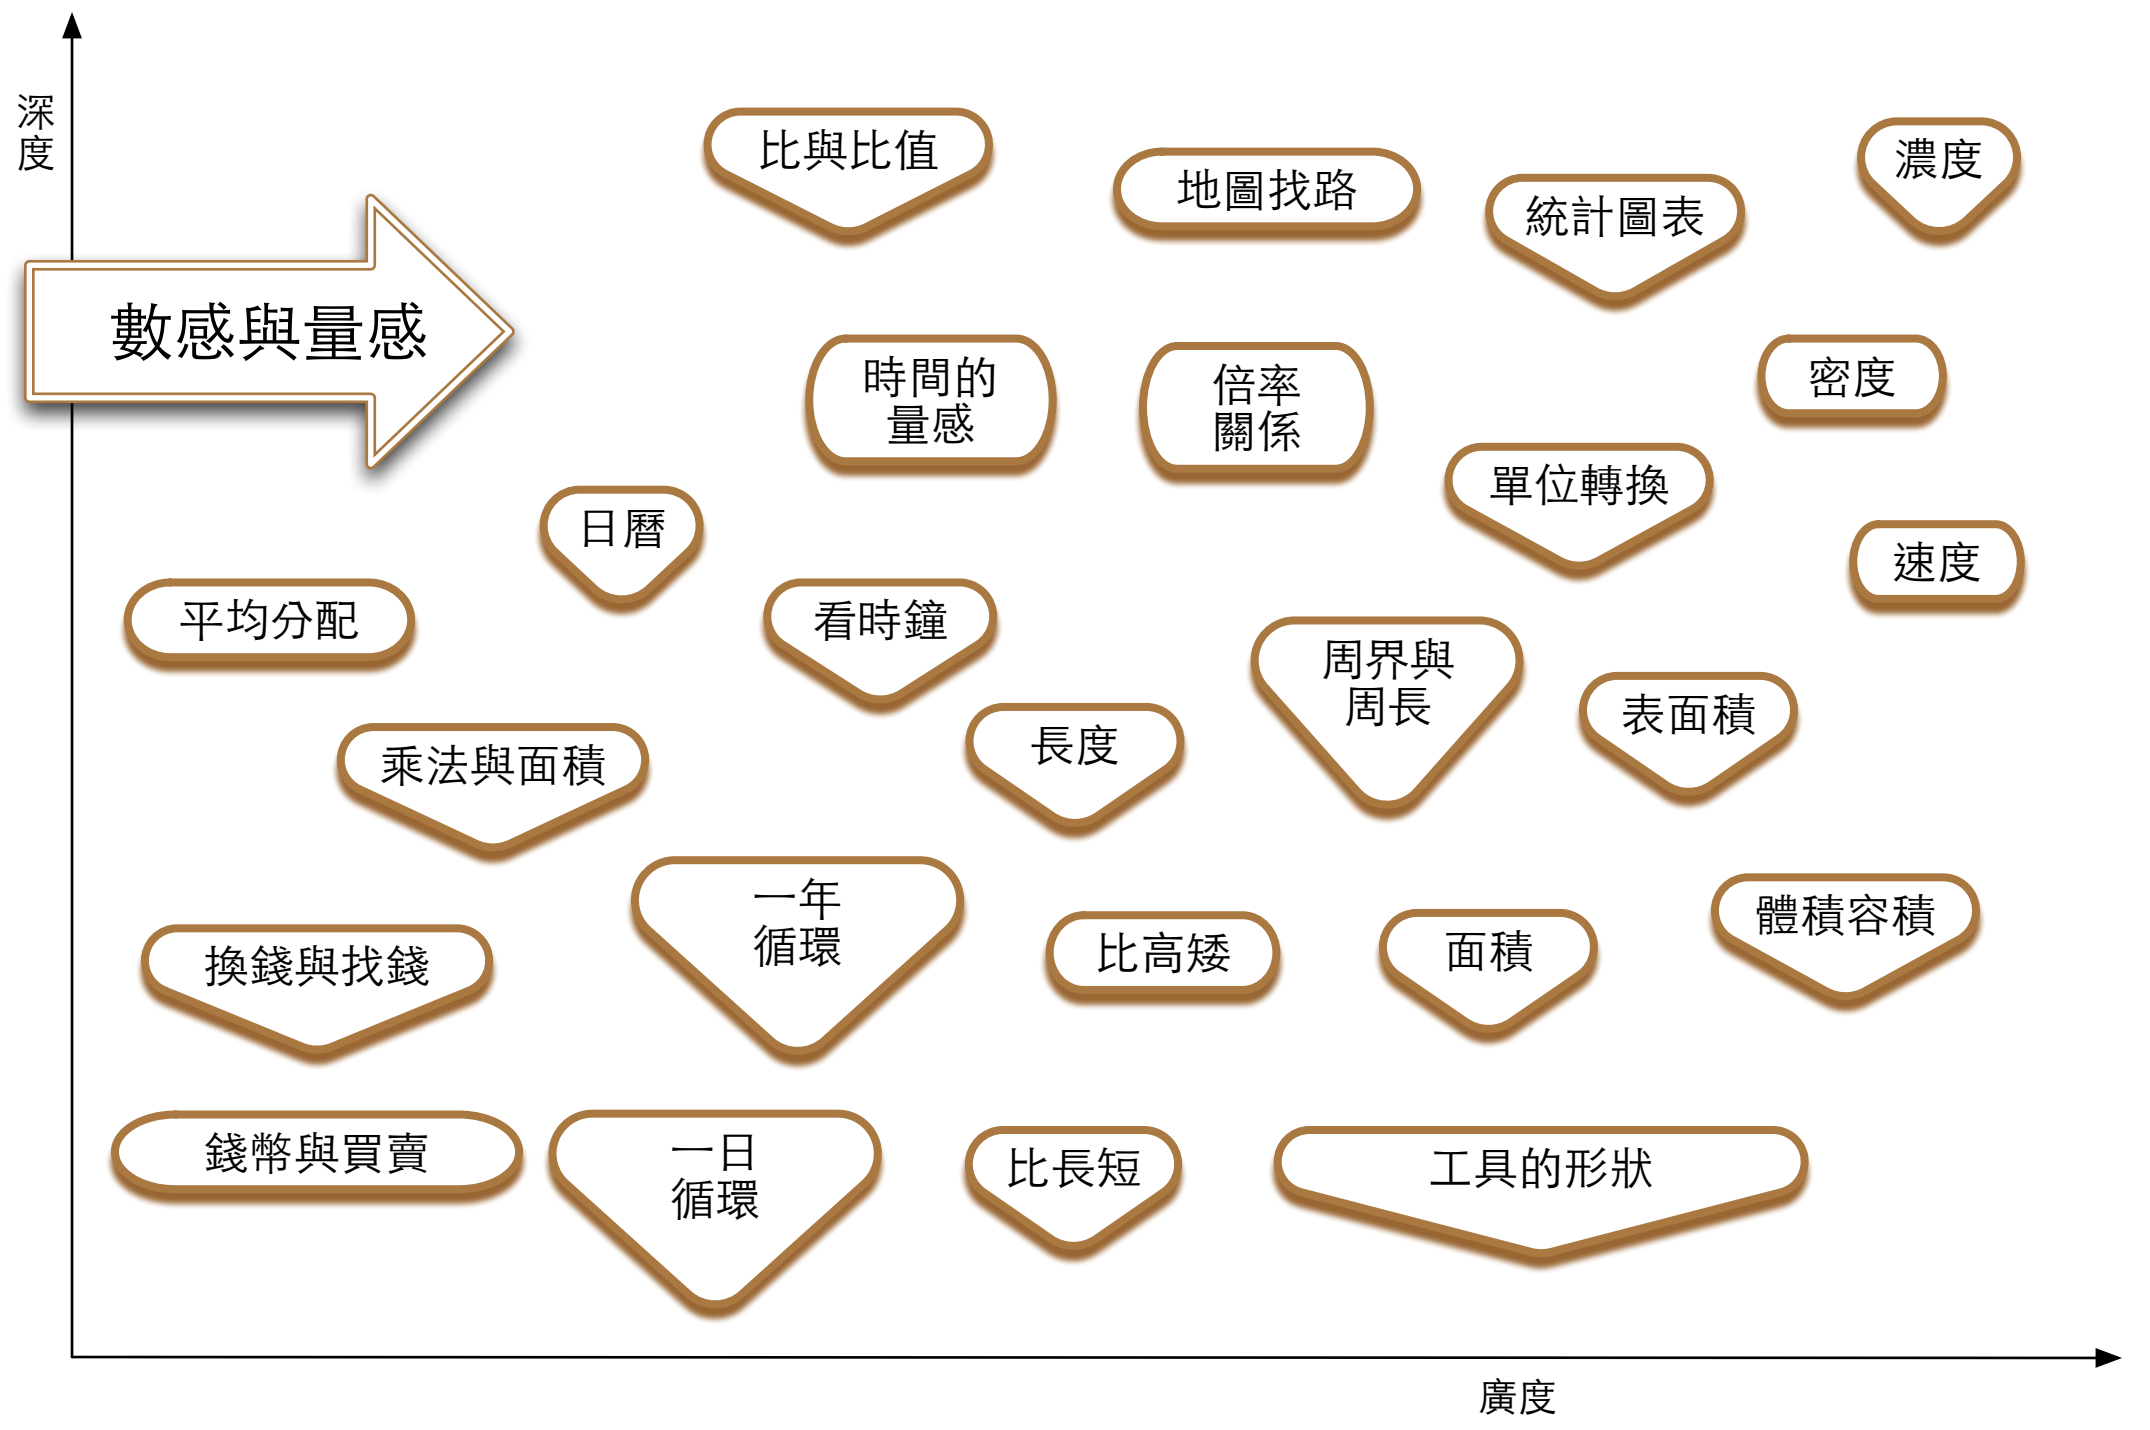 深
度
比與比值
地圖找路
統計圖表
濃度
數感與量感
時間的
量感
倍率
關係
密度
日曆
單位轉換
速度
平均分配
看時鐘
周界與
周長
表面積
乘法與面積
長度
一年
循環
比高矮
面積
體積容積
換錢與找錢
錢幣與買賣
一日
循環
比長短
工具的形狀
廣度